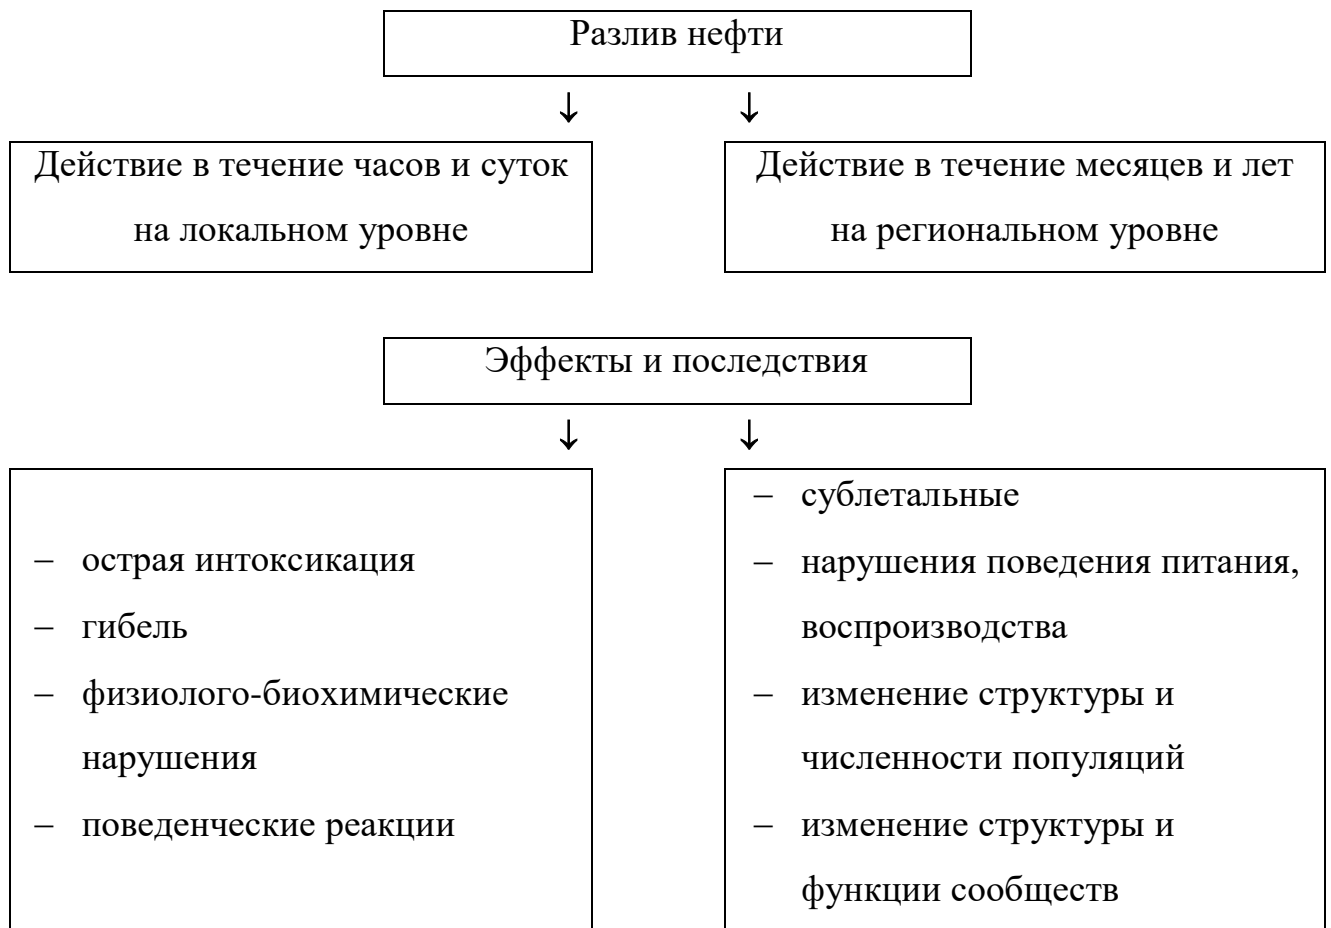 Разлив нефти
↓ ↓
Действие в течение часов и суток
на локальном уровне
Действие в течение месяцев и лет
на региональном уровне
Эффекты и последствия
↓ ↓
– острая интоксикация
– гибель
– физиолого-биохимические
нарушения
– поведенческие реакции
– сублетальные
– нарушения поведения питания,
воспроизводства
– изменение структуры и
численности популяций
– изменение структуры и
функции сообществ